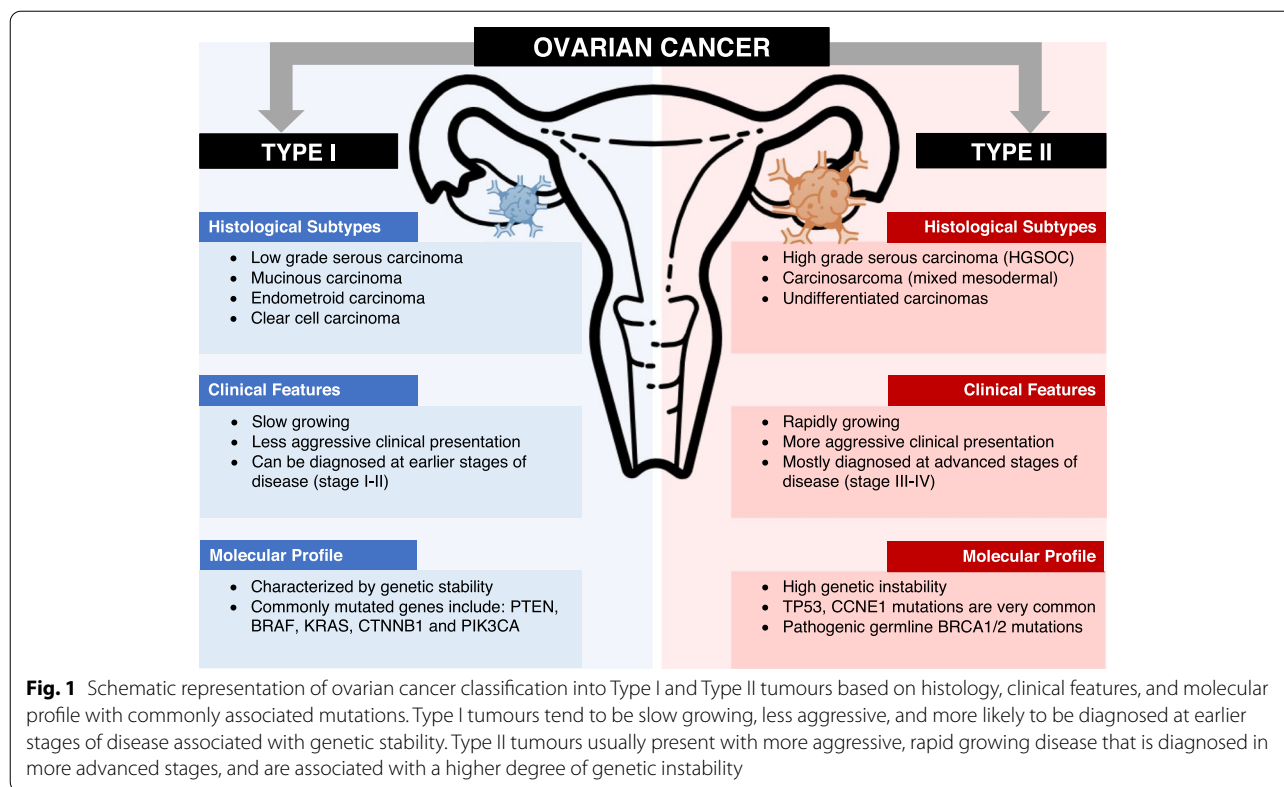 OVARIAN CANCER
TYPE I
Histological Subtypes
• Low grade serous carcinoma
• Mucinous carcinoma
• Endometroid carcinoma
• Clear cell carcinoma
Clinical Features
• Slow growing
• Less aggressive clinical presentation
• Can be diagnosed at earlier stages of
disease (stage I-II)
Molecular Profile
• Characterized by genetic stability
• Commonly mutated genes include: PTEN,
BRAF, KRAS, CTNNB1 and PIK3CA
TYPE II
Histological Subtypes
• High grade serous carcinoma (HGSOC)
• Carcinosarcoma (mixed mesodermal)
• Undifferentiated carcinomas
Clinical Features
• Rapidly growing
• More aggressive clinical presentation
• Mostly diagnosed at advanced stages of
disease (stage III-IV)
Molecular Profile
• High genetic instability
• TP53, CCNE1 mutations are very common
• Pathogenic germline BRCA1/2 mutations
Fig. 1 Schematic representation of ovarian cancer classification into Type I and Type II tumours based on histology, clinical features, and molecular
profile with commonly associated mutations. Type I tumours tend to be slow growing, less aggressive, and more likely to be diagnosed at earlier
stages of disease associated with genetic stability. Type II tumours usually present with more aggressive, rapid growing disease that is diagnosed in
more advanced stages, and are associated with a higher degree of genetic instability